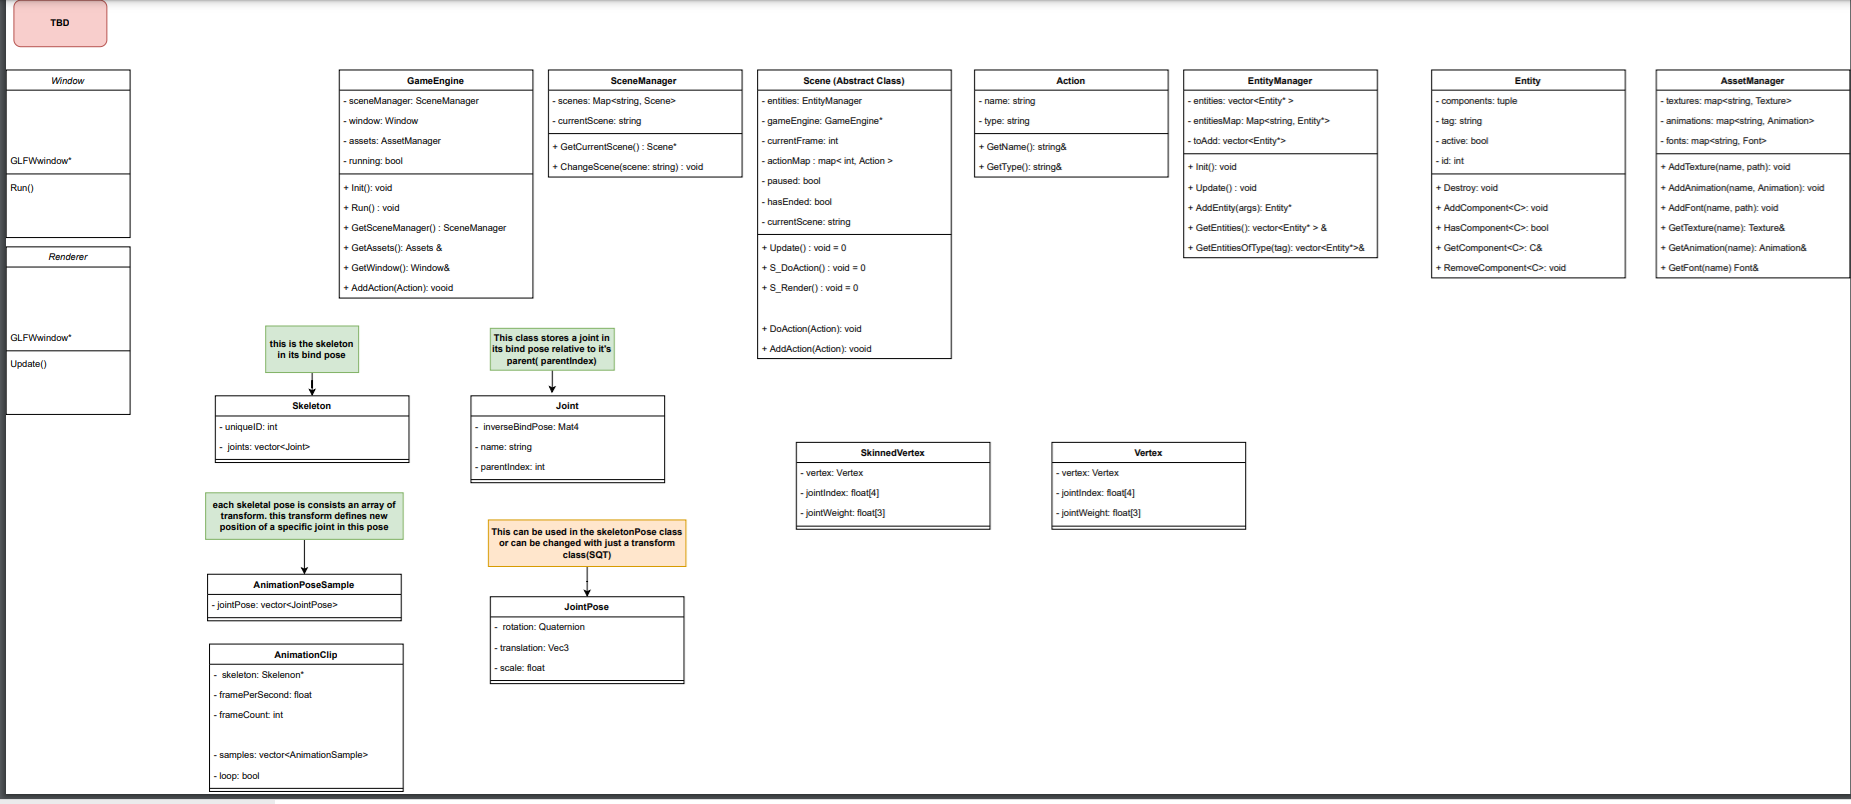 TBD
Window
GLFWwindow*
Run()
Renderer
GLFWwindow*
Update()
GameEngine
- sceneManager: SceneManager
- window: Window
- assets: AssetManager
- running: bool
+ Init(): void
+ Run() : void
+ GetSceneManager() : SceneManager
+ GetAssets(): Assets &
+ GetWindow(): Window&
+ AddAction(Action): vooid
SceneManager
- scenes: Map<string, Scene>
- currentScene: string
+ GetCurrentScene() : Scene*
+ ChangeScene(scene: string) : void
Scene (Abstract Class)
- entities: EntityManager
- gameEngine: GameEngine*
- currentFrame: int
- actionMap : map< int, Action >
- paused: bool
- hasEnded: bool
- currentScene: string
+ Update() : void = 0
+ S_DoAction() : void = 0
+ S_Render() : void = 0
+ DoAction(Action): void
+ AddAction(Action): vooid
Action
- name: string
- type: string
+ GetName(): string&
+ GetType(): string&
EntityManager
- entities: vector<Entity* >
- entitiesMap: Map<string, Entity*>
- toAdd: vector<Entity*>
+ Init(): void
+ Update() : void
+ AddEntity(args): Entity*
+ GetEntities(): vector<Entity* > &
+ GetEntitiesOfType(tag): vector<Entity*>&
Entity
- components: tuple
- tag: string
- active: bool
- id: int
+ Destroy: void
+ AddComponent<C>: void
+ HasComponent<C>: bool
+ GetComponent<C>: C&
+ RemoveComponent<C>: void
AssetManager
- textures: map<string, Texture>
- animations: map<string, Animation>
- fonts: map<string, Font>
+ AddTexture(name, path): void
+ AddAnimation(name, Animation): void
+ AddFont(name, path): void
+ GetTexture(name): Texture&
+ GetAnimation(name): Animation&
+ GetFont(name) Font&
this is the skeleton
in its bind pose
Skeleton
- uniqueID: int
- joints: vector<Joint>
This class stores a joint in
its bind pose relative to it's
parent( parentIndex)
Joint
- inverseBindPose: Mat4
- name: string
- parentIndex: int
SkinnedVertex
- vertex: Vertex
- jointIndex: float[4]
- jointWeight: float[3]
Vertex
- vertex: Vertex
- jointIndex: float[4]
- jointWeight: float[3]
each skeletal pose is consists an array of
transform. this transform defines new
position of a specific joint in this pose
AnimationPoseSample
- jointPose: vector<JointPose>
This can be used in the skeletonPose class
or can be changed with just a transform
class(SQT)
JointPose
- rotation: Quaternion
- translation: Vec3
- scale: float
AnimationClip
- skeleton: Skelenon*
- framePerSecond: float
- frameCount: int
- samples: vector<AnimationSample>
- loop: bool